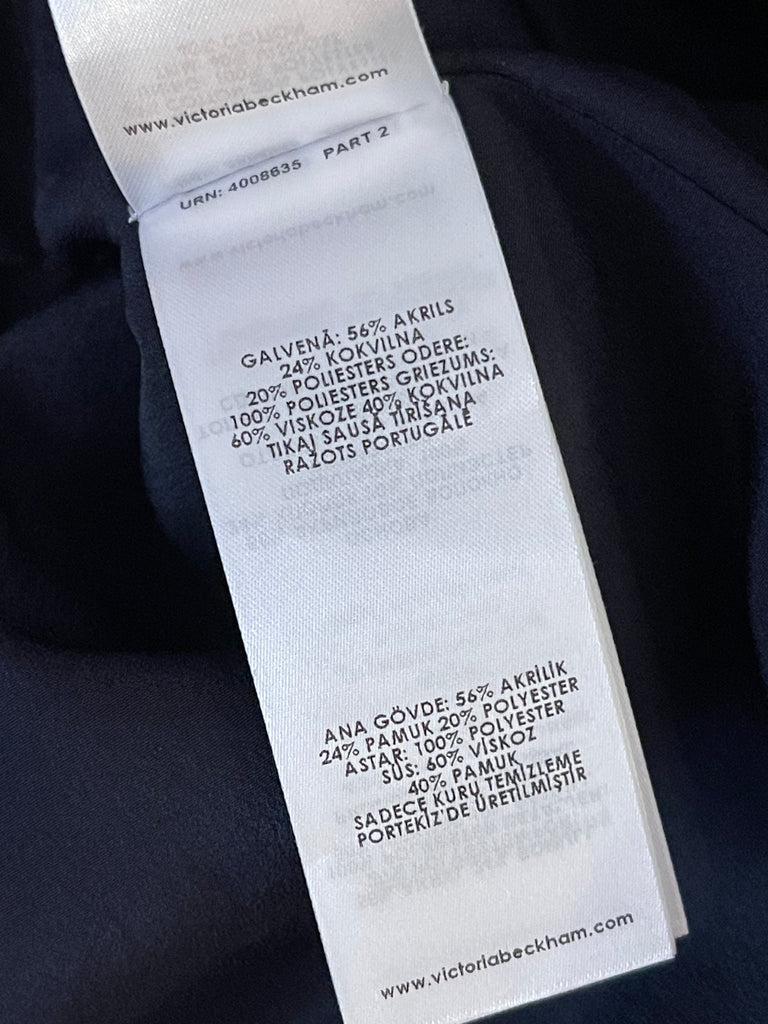 www.victoriabeckham.com
URN: 4008635 PART 2
GALVENĀ: 56% AKRILS
24% KOKVILNA
20% POLIESTERS ODERE:
100% POLIESTERS GRIEZUMS:
60% VISKOZE 40% KOKVILNA
TIKAJ SAUSĀ TĪRĪŠANA
RAŽOTS PORTUGĀLĒ
ANA GÖVDE: 56% AKRİLİK
24% PAMUK 20% POLYESTER
ASTAR: 100% POLYESTER
SÜS: 60% VİSKOZ
40% PAMUK
SADECE KURU TEMİZLEME
PORTEKİZ'DE ÜRETİLMİŞTİR
www.victoriabeckham.com